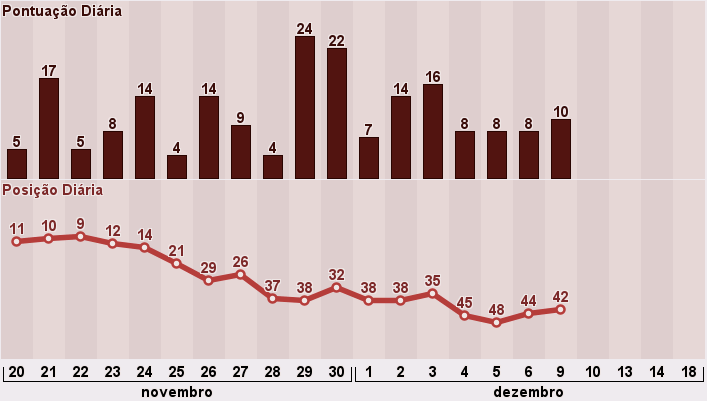 Pontuação Diária
5 17 5 8 14 4 14 9 4 24 22 7 14 16 8 8 8 10
Posição Diária
11 10 9 12 14 21 29 26 37 38 32 38 38 35 45 48 44 42
20 21 22 23 24 25 26 27 28 29 30 1 2 3 4 5 6 9 10 13 14 18
novembro dezembro